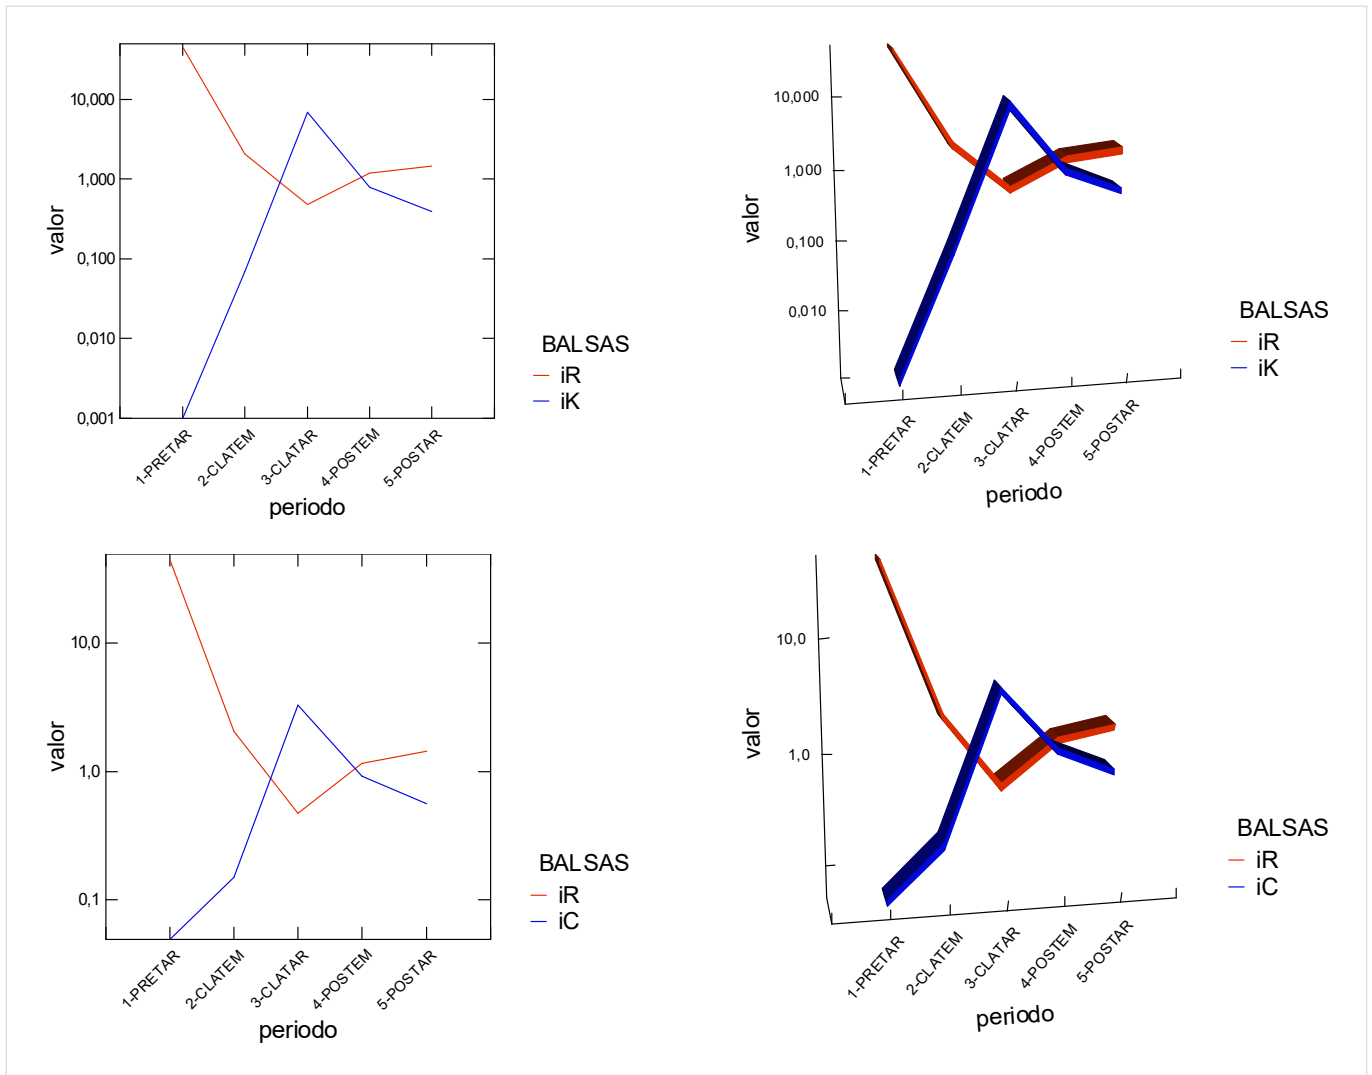 10,000
1,000
0,100
0,010
0,001
valor
1-PRETAR
2-CLATEM
3-CLATAR
4-POSTEM
5-POSTAR
periodo
BALSAS
iR
iK
10,000
1,000
0,100
0,010
valor
1-PRETAR
2-CLATEM
3-CLATAR
4-POSTEM
5-POSTAR
periodo
BALSAS
iR
iK
10,0
1,0
0,1
valor
1-PRETAR
2-CLATEM
3-CLATAR
4-POSTEM
5-POSTAR
periodo
BALSAS
iR
iC
10,0
1,0
valor
1-PRETAR
2-CLATEM
3-CLATAR
4-POSTEM
5-POSTAR
periodo
BALSAS
iR
iC